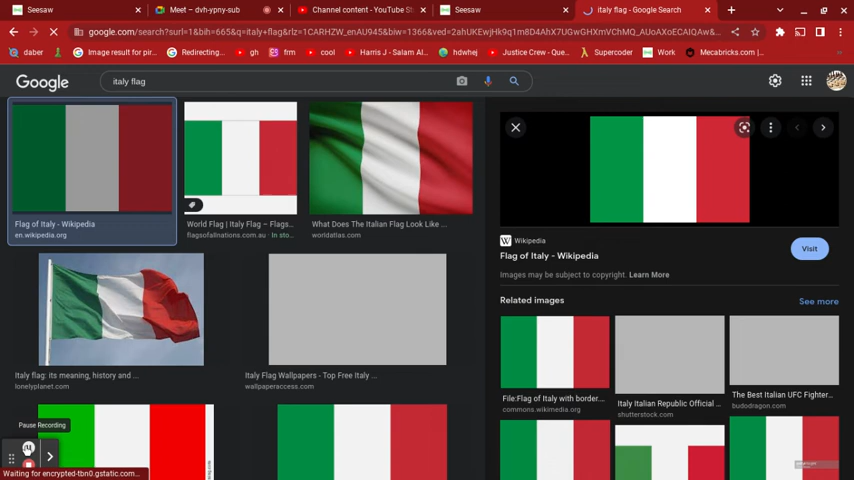 Seesaw
Meet – dvh-ypny-sub
Channel content - YouTube St
Seesaw
italy flag - Google Search
google.com/search?surl=1&bih=665&q=italy+flag&rlz=1CARHZW_enAU945&biw=1366&hl=
daber
Image result for pir...
Redirecting...
gh
frm
cool
Harris J - Salam Al...
hdwhej
Justice Crew - Que...
Supercoder
Work
Mecabricks.com |...
Google
italy flag
Flag of Italy - Wikipedia
en.wikipedia.org
World Flag | Italy Flag – Flags...
flagsofallnations.com.au · In sto...
What Does The Italian Flag Look Like ...
worldatlas.com
W Wikipedia
Flag of Italy - Wikipedia
Visit
Images may be subject to copyright. Learn More
Related images
See more
Italy flag: its meaning, history and ...
lonelyplanet.com
Italy Flag Wallpapers - Top Free Italy ...
wallpaperaccess.com
File:Flag of Italy with border....
commons.wikimedia.org
Italy Italian Republic Official ...
shutterstock.com
The Best Italian UFC Fighter...
budodragon.com
Pause Recording
Waiting for encrypted-tbn0.gstatic.com...